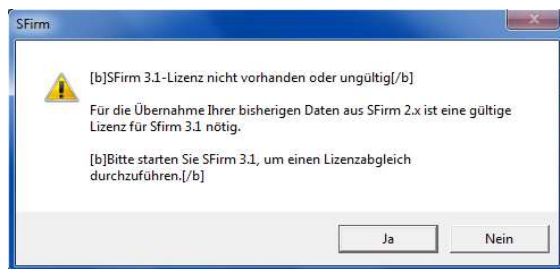 SFirm
[b]SFirm 3.1-Lizenz nicht vorhanden oder ungültig[/b]
Für die Übernahme Ihrer bisherigen Daten aus SFirm 2.x ist eine gültige
Lizenz für Sfirm 3.1 nötig.
[b]Bitte starten Sie SFirm 3.1, um einen Lizenzabgleich
durchzuführen.[/b]
Ja
Nein